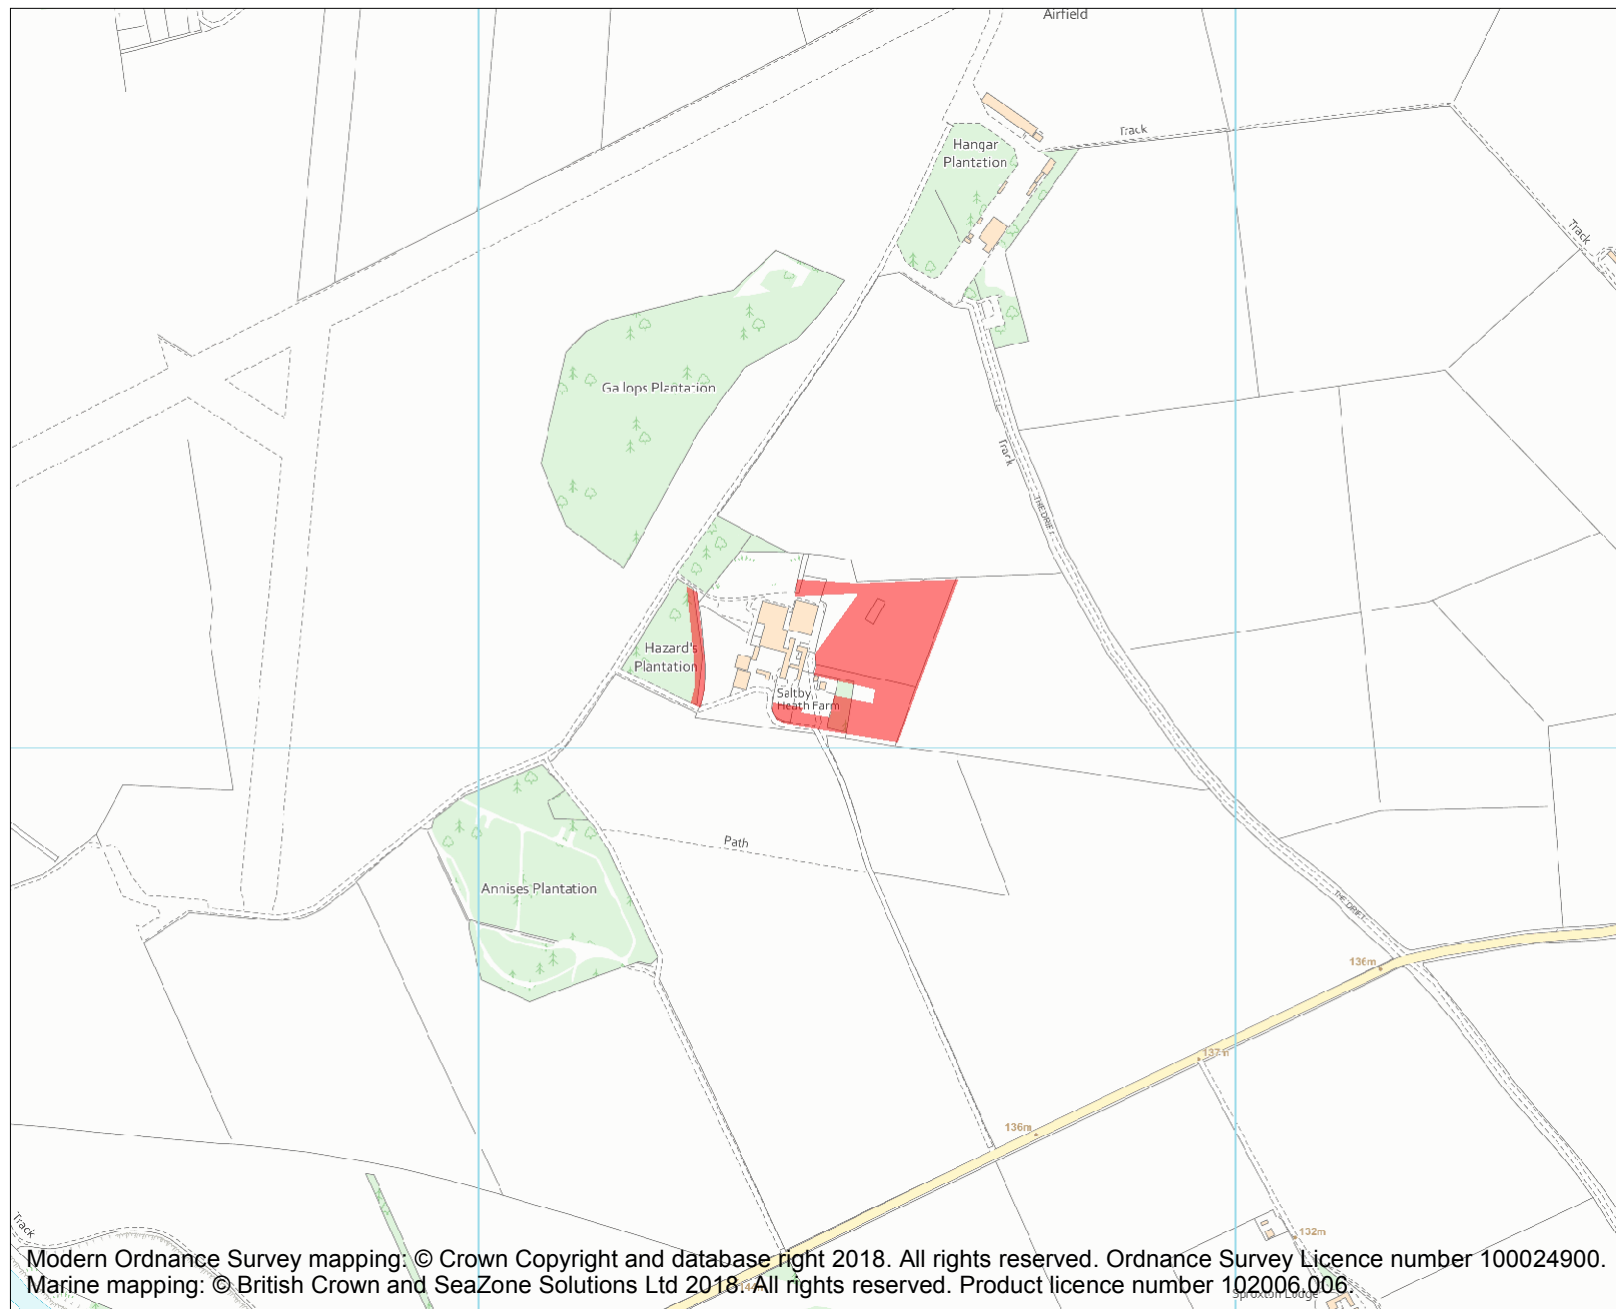 Airfield
Track
Hangar
Plantation
Track
Gallops Plantation
Track
THE DRIFT
Hazard's
Plantation
Saltby
Heath Farm
Path
Annises Plantation
THE DRIFT
136m
137m
136m
Track
132m
Modern Ordnance Survey mapping: © Crown Copyright and database right 2018. All rights reserved. Ordnance Survey Licence number 100024900.
Marine mapping: © British Crown and SeaZone Solutions Ltd 2018. All rights reserved. Product licence number 102006.006.
Sproxton Lodge